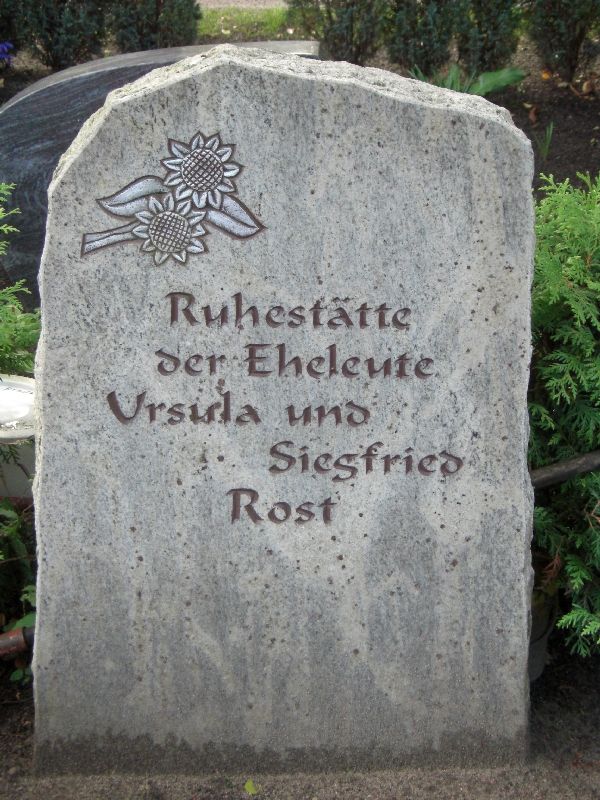 Ruhestätte
der Eheleute
Ursula und
Siegfried
Rost